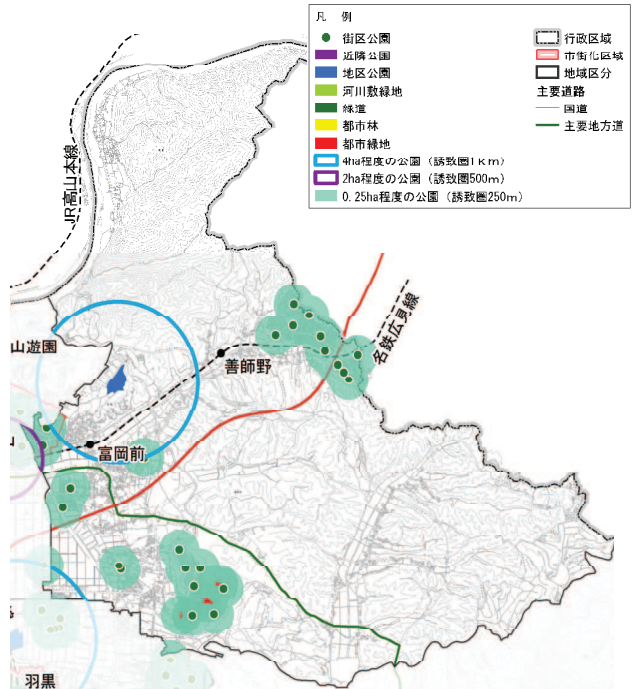 凡 例
街区公園
近隣公園
地区公園
河川敷緑地
緑道
都市林
都市緑地
4ha程度の公園（誘致圏1km）
2ha程度の公園（誘致圏500m）
0.25ha程度の公園（誘致圏250m）
行政区域
市街化区域
地域区分
主要道路
国道
主要地方道
JR高山本線
名鉄広見線
山遊園
善師野
富岡前
山
羽黒